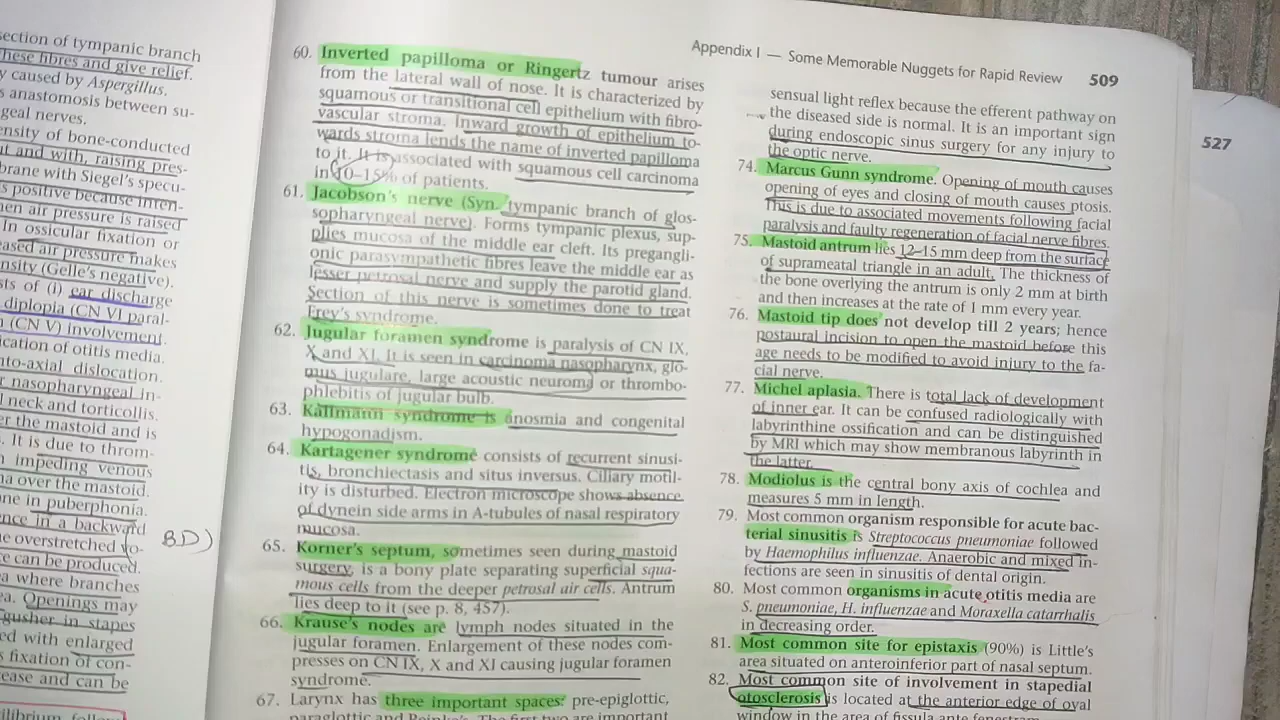 section of tympanic branch
These fibres and give relief.
y caused by Aspergillus.
s anastomosis between su-
geal nerves.
ensity of bone-conducted
ut and with, raising pres-
brane with Siegel's specu-
s positive because inten-
hen air pressure is raised
In ossicular fixation or
eased air pressure makes
ensity (Gelle's negative).
sts of (i) ear discharge
diplopia (CN VI paral-
n (CN V) involvement.
ication of otitis media.
nto-axial dislocation.
r nasopharyngeal in-
l neck and torticollis.
er the mastoid and is
. It is due to throm-
n impeding venous
na over the mastoid.
one in puberphonia.
ence in a backward
e overstretched
ce can be produced.
ea where branches
ea. Openings may
gusher in stapes
ed with enlarged
s fixation of con-
ease and can be
BD)
60. Inverted papilloma or Ringertz tumour arises
from the lateral wall of nose. It is characterized by
squamous or transitional cell epithelium with fibro-
vascular stroma. Inward growth of epithelium to-
wards stroma lends the name of inverted papilloma
to it. It is associated with squamous cell carcinoma
in 10–15% of patients.
61. Jacobson's nerve (Syn. tympanic branch of glos-
sopharyngeal nerve). Forms tympanic plexus, sup-
plies mucosa of the middle ear cleft. Its pregangli-
onic parasympathetic fibres leave the middle ear as
lesser petrosal nerve and supply the parotid gland.
Section of this nerve is sometimes done to treat
Frey's syndrome.
62. Jugular foramen syndrome is paralysis of CN IX,
X and XI. It is seen in carcinoma nasopharynx, glo-
mus jugulare, large acoustic neuroma or thrombo-
phlebitis of jugular bulb.
63. Kallmann syndrome is anosmia and congenital
hypogonadism.
64. Kartagener syndrome consists of recurrent sinusi-
tis, bronchiectasis and situs inversus. Ciliary motil-
ity is disturbed. Electron microscope shows absence
of dynein side arms in A-tubules of nasal respiratory
mucosa.
65. Korner's septum, sometimes seen during mastoid
surgery, is a bony plate separating superficial squa-
mous cells from the deeper petrosal air cells. Antrum
lies deep to it (see p. 8, 457).
66. Krause's nodes are lymph nodes situated in the
jugular foramen. Enlargement of these nodes com-
presses on CN IX, X and XI causing jugular foramen
syndrome.
67. Larynx has three important spaces: pre-epiglottic,
paraglottic and Reinke's. The first two are important
Appendix I — Some Memorable Nuggets for Rapid Review 509
sensual light reflex because the efferent pathway on
the diseased side is normal. It is an important sign
during endoscopic sinus surgery for any injury to
the optic nerve.
74. Marcus Gunn syndrome. Opening of mouth causes
opening of eyes and closing of mouth causes ptosis.
This is due to associated movements following facial
paralysis and faulty regeneration of facial nerve fibres.
75. Mastoid antrum lies 12–15 mm deep from the surface
of suprameatal triangle in an adult. The thickness of
the bone overlying the antrum is only 2 mm at birth
and then increases at the rate of 1 mm every year.
76. Mastoid tip does not develop till 2 years; hence
postaural incision to open the mastoid before this
age needs to be modified to avoid injury to the fa-
cial nerve.
77. Michel aplasia. There is total lack of development
of inner ear. It can be confused radiologically with
labyrinthine ossification and can be distinguished
by MRI which may show membranous labyrinth in
the latter.
78. Modiolus is the central bony axis of cochlea and
measures 5 mm in length.
79. Most common organism responsible for acute bac-
terial sinusitis is Streptococcus pneumoniae followed
by Haemophilus influenzae. Anaerobic and mixed in-
fections are seen in sinusitis of dental origin.
80. Most common organisms in acute otitis media are
S. pneumoniae, H. influenzae and Moraxella catarrhalis
in decreasing order.
81. Most common site for epistaxis (90%) is Little's
area situated on anteroinferior part of nasal septum.
82. Most common site of involvement in stapedial
otosclerosis is located at the anterior edge of oval
window in the area of fissula ante fenestram
527